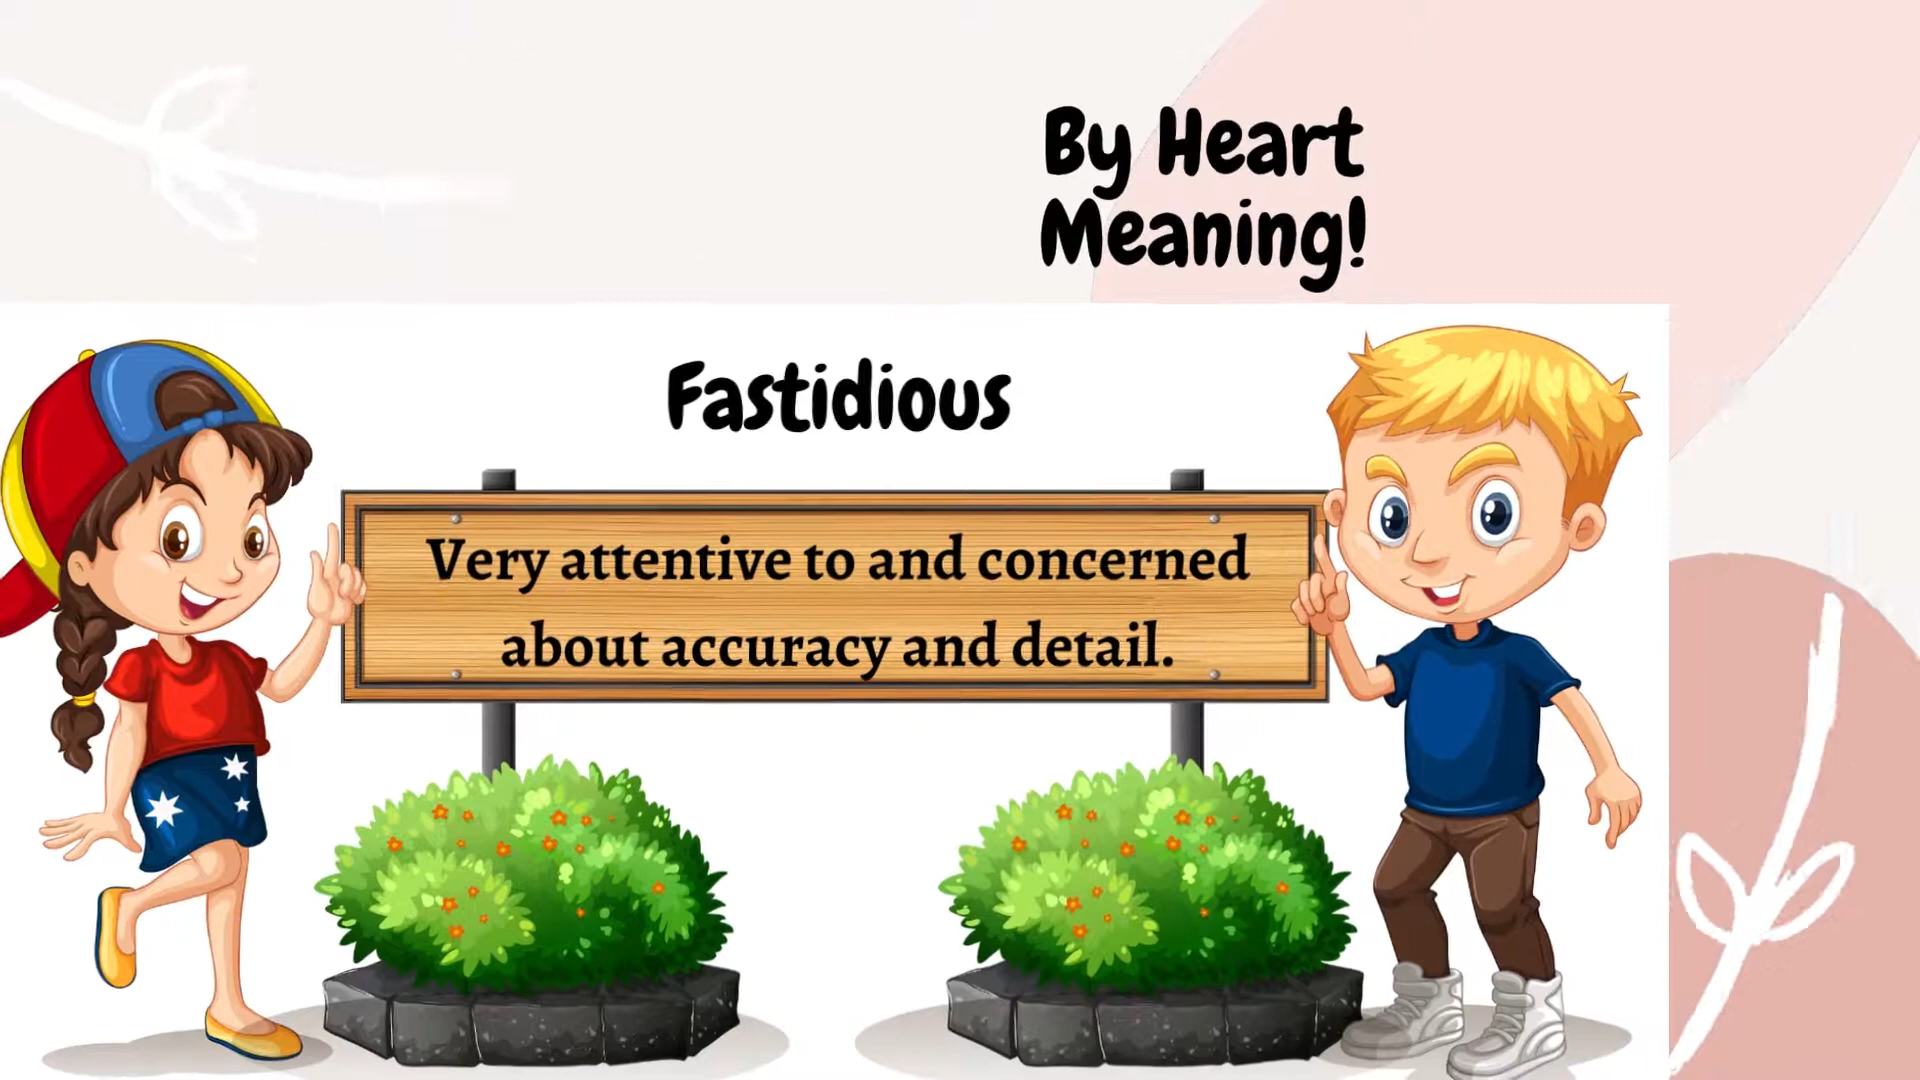 By Heart
Meaning!
Fastidious
Very attentive to and concerned
about accuracy and detail.